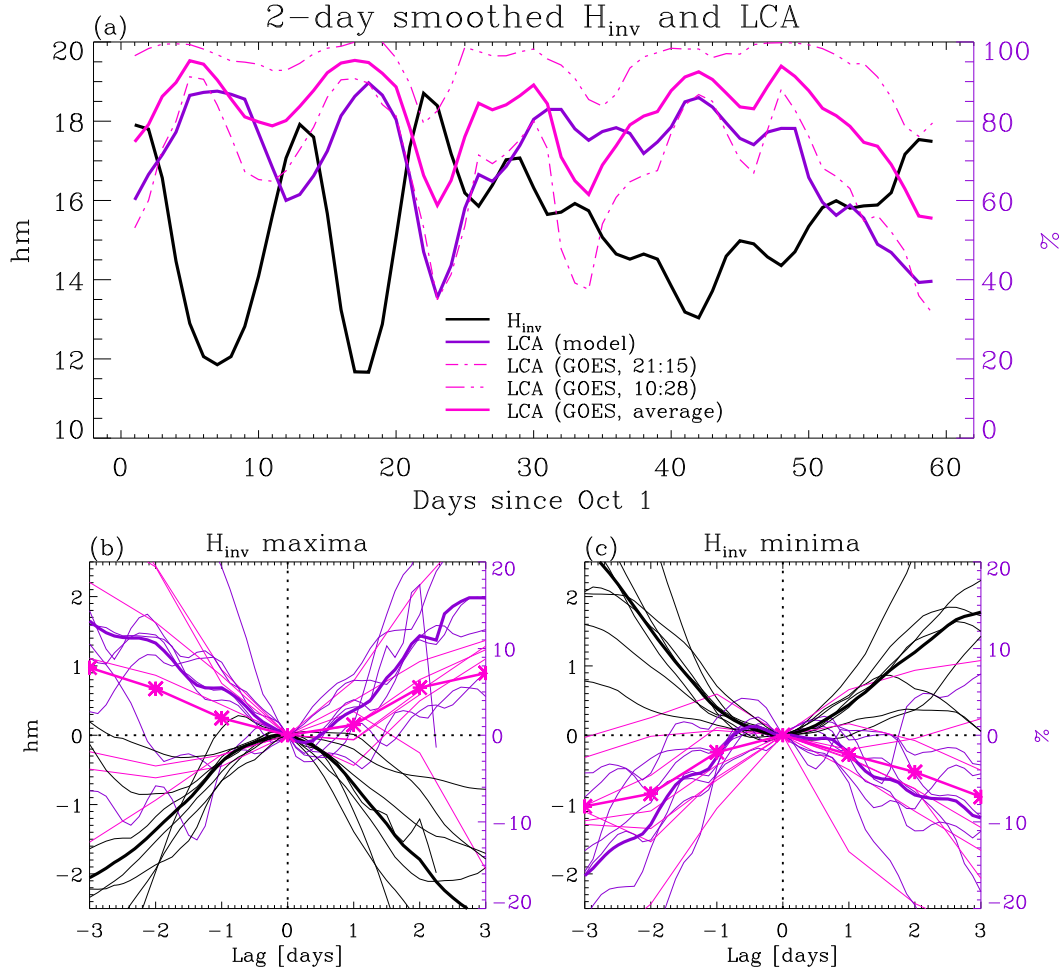 2-day smoothed H_inv and LCA
(a)
20
18
16
14
12
10
hm
100
80
60
40
20
0
%
H_inv
LCA (model)
LCA (GOES, 21:15)
LCA (GOES, 10:28)
LCA (GOES, average)
0 10 20 30 40 50 60
Days since Oct 1
(b)
H_inv maxima
2
1
0
-1
-2
hm
20
10
0
-10
-20
-3 -2 -1 0 1 2 3
Lag [days]
(c)
H_inv minima
2
1
0
-1
-2
20
10
0
-10
-20
%
-3 -2 -1 0 1 2 3
Lag [days]